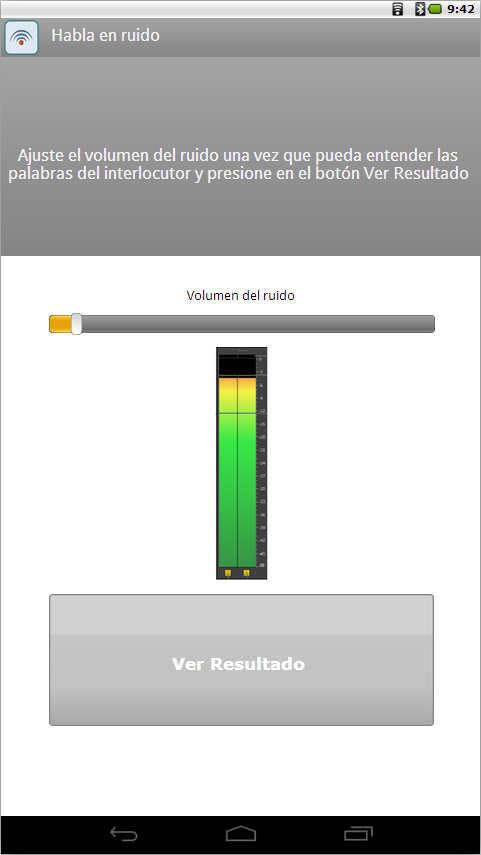 9:42
Habla en ruido
Ajuste el volumen del ruido una vez que pueda entender las
palabras del interlocutor y presione en el botón Ver Resultado
Volumen del ruido
Ver Resultado